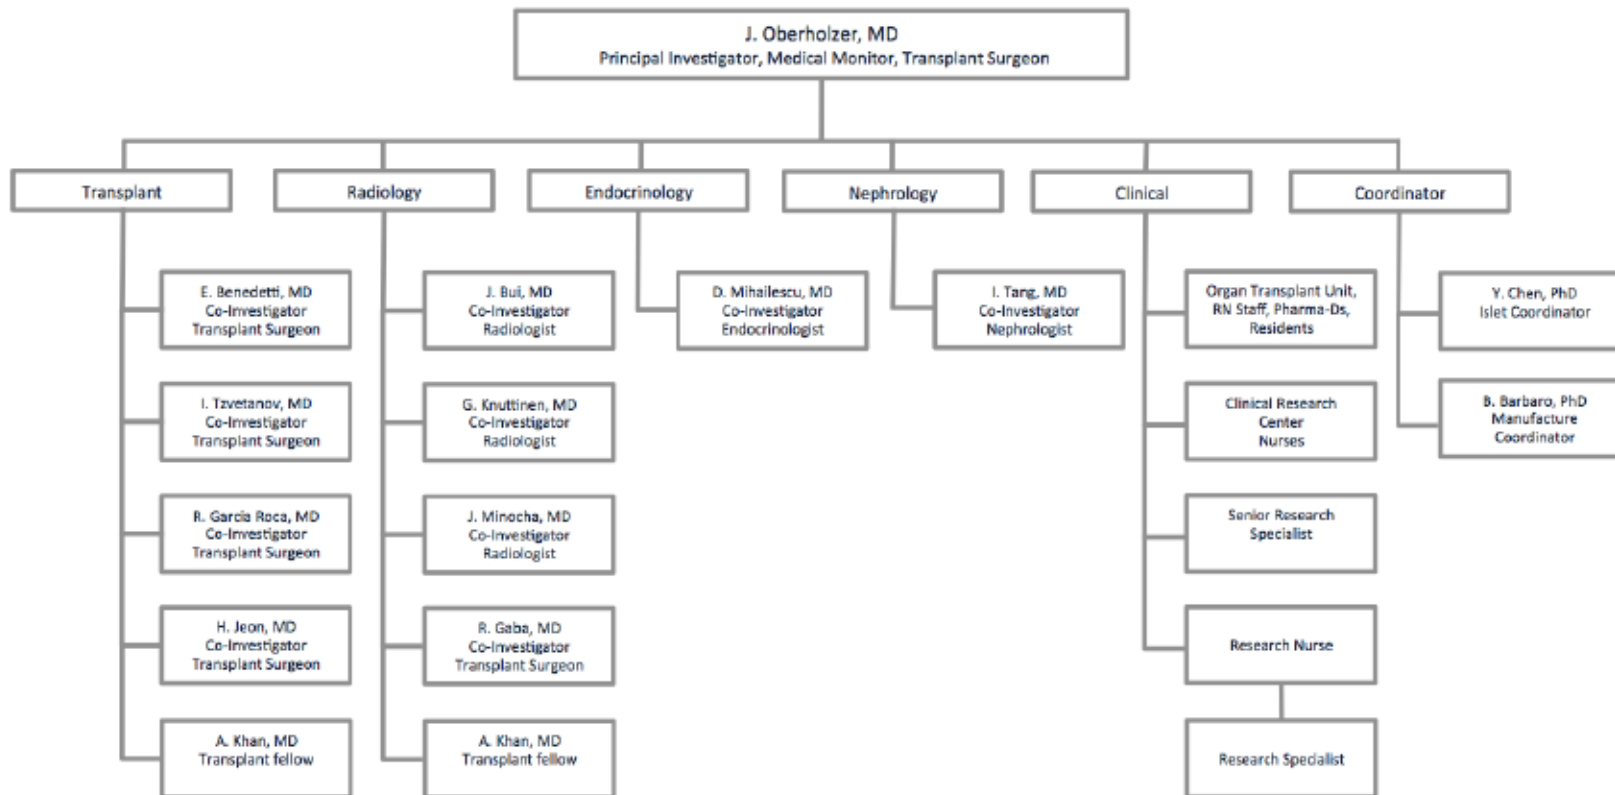 J. Oberholzer, MD
Principal Investigator, Medical Monitor, Transplant Surgeon
Transplant
Radiology
Endocrinology
Nephrology
Clinical
Coordinator
E. Benedetti, MD
Co-Investigator
Transplant Surgeon
I. Tzvetanov, MD
Co-Investigator
Transplant Surgeon
R. Garcia Roca, MD
Co-Investigator
Transplant Surgeon
H. Jeon, MD
Co-Investigator
Transplant Surgeon
A. Khan, MD
Transplant fellow
J. Bui, MD
Co-Investigator
Radiologist
G. Knuttinen, MD
Co-Investigator
Radiologist
J. Minocha, MD
Co-Investigator
Radiologist
R. Gaba, MD
Co-Investigator
Transplant Surgeon
A. Khan, MD
Transplant fellow
D. Mihailescu, MD
Co-Investigator
Endocrinologist
I. Tang, MD
Co-Investigator
Nephrologist
Organ Transplant Unit,
RN Staff, Pharma-Ds,
Residents
Clinical Research
Center
Nurses
Senior Research
Specialist
Research Nurse
Research Specialist
Y. Chen, PhD
Islet Coordinator
B. Barbaro, PhD
Manufacture
Coordinator